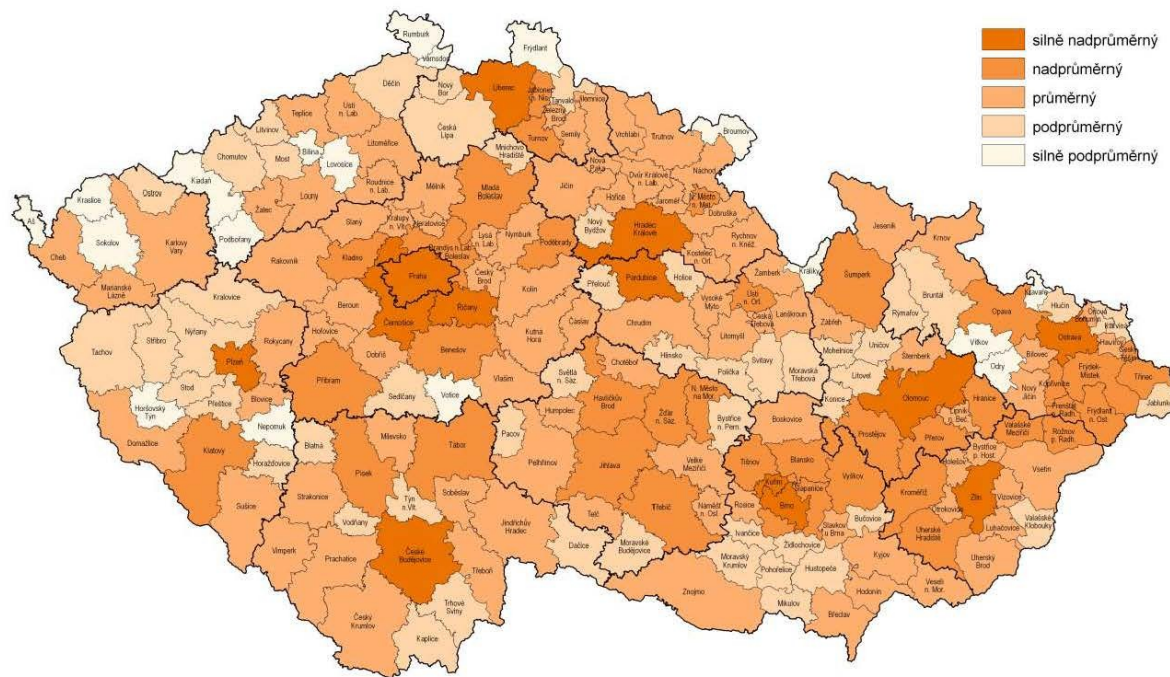 silně nadprůměrný
nadprůměrný
průměrný
podprůměrný
silně podprůměrný
Rumburk
Varnsdorf
Frýdlant
Děčín
Nový
Bor
Liberec
Jablonec
n. Nis.
Tanvald
Železný
Brod
Jilemnice
Semily
Turnov
Vrchlabí
Trutnov
Broumov
Náchod
Teplice
Ústí
n. Lab.
Litvínov
Most
Bílina
Lovosice
Litoměřice
Česká
Lípa
Mnichovo
Hradiště
Nová
Paka
Dvůr Králové
n. Lab.
Chomutov
Kadaň
Ostrov
Kraslice
Aš
Sokolov
Karlovy
Vary
Cheb
Mariánské
Lázně
Podbořany
Žatec
Louny
Roudnice
n. Lab.
Mělník
Mladá
Boleslav
Jičín
Hořice
Jaroměř
N. Město
n. Met.
Dobruška
Nový
Bydžov
Hradec
Králové
Rychnov
n. Kněž.
Kostelec
n. Orl.
Slaný
Kralupy
n. Vlt.
Neratovice
Brandýs n.Lab.
Boleslav
Lysá
n. Lab.
Nymburk
Poděbrady
Rakovník
Kladno
Praha
Český
Brod
Kolín
Přelouč
Pardubice
Holice
Žamberk
Králíky
Jeseník
Krnov
Šumperk
Beroun
Černošice
Říčany
Kutná
Hora
Čáslav
Chrudim
Vysoké
Mýto
Ústí
n. Orl.
Česká
Třebová
Lanškroun
Litomyšl
Zábřeh
Bruntál
Rýmařov
Opava
Kravaře
Hlučín
Bohumín
Orlová
Karviná
Havířov
Český
Těšín
Ostrava
Kralovice
Nýřany
Stříbro
Tachov
Rokycany
Plzeň
Hořovice
Dobříš
Benešov
Vlašim
Příbram
Sedlčany
Votice
Světlá
n. Sáz.
Chotěboř
Hlinsko
Polička
Svitavy
Moravská
Třebová
Mohelnice
Uničov
Litovel
Šternberk
Konice
Olomouc
Vítkov
Odry
Bílovec
Nový
Jičín
Kopřivnice
Frýdek-
Místek
Třinec
Jablunkov
Frenštát
p. Radh.
Frýdlant
n. Ost.
Hranice
Lipník
n. Beč.
Přerov
Valašské
Meziříčí
Rožnov
p. Radh.
Stod
Přeštice
Blovice
Horšovský
Týn
Nepomuk
Domažlice
Klatovy
Horažďovice
Sušice
Blatná
Milevsko
Tábor
Písek
Pacov
Humpolec
Havlíčkův
Brod
Žďár
n. Sáz.
N. Město
na Mor.
Bystřice
n. Pern.
Boskovice
Prostějov
Pelhřimov
Jihlava
Velké
Meziříčí
Tišnov
Blansko
Vyškov
Kuřim
Brno
Šlapanice
Rosice
Ivančice
Slavkov
u Brna
Bučovice
Kroměříž
Holešov
Bystřice
p. Host.
Vsetín
Zlín
Vizovice
Otrokovice
Luhačovice
Valašské
Klobouky
Uherské
Hradiště
Uherský
Brod
Strakonice
Vodňany
Týn
n. Vlt.
Soběslav
Jindřichův
Hradec
Telč
Třebíč
Náměšť
n. Osl.
Dačice
Moravské
Budějovice
Moravský
Krumlov
Židlochovice
Pohořelice
Hustopeče
Kyjov
Veselí
n. Mor.
Hodonín
Mikulov
Břeclav
Znojmo
Vimperk
Prachatice
České
Budějovice
Třeboň
Trhové
Sviny
Český
Krumlov
Kaplice